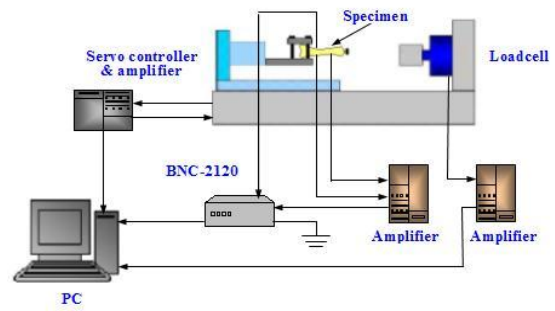 Specimen
Servo controller
& amplifier
Loadcell
BNC-2120
Amplifier
Amplifier
PC